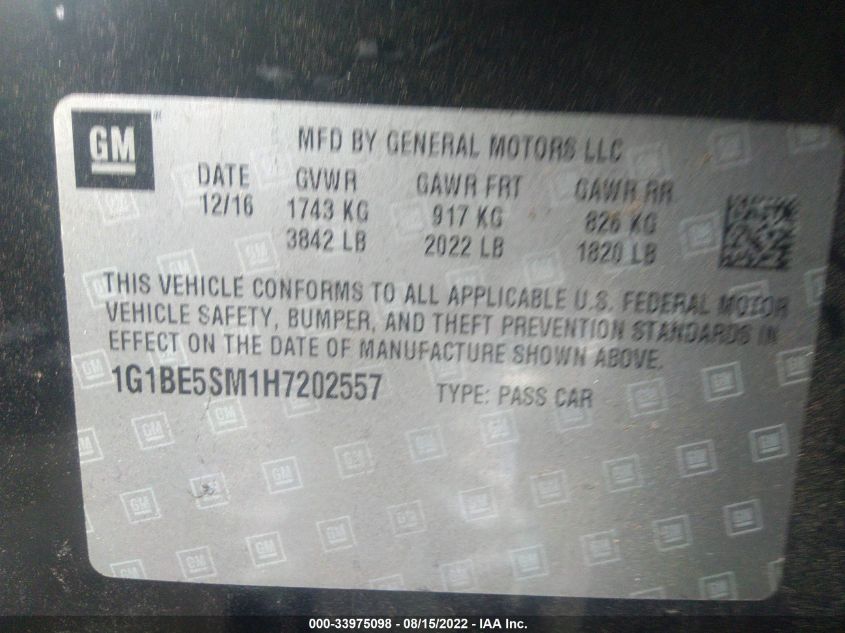 GM
MFD BY GENERAL MOTORS LLC
DATE GVWR GAWR FRT GAWR RR
12/16 1743 KG 917 KG 826 KG
3842 LB 2022 LB 1820 LB
THIS VEHICLE CONFORMS TO ALL APPLICABLE U.S. FEDERAL MOTOR
VEHICLE SAFETY, BUMPER, AND THEFT PREVENTION STANDARDS IN
EFFECT ON THE DATE OF MANUFACTURE SHOWN ABOVE.
1G1BE5SM1H7202557 TYPE: PASS CAR
000-33975098 - 08/15/2022 - IAA Inc.